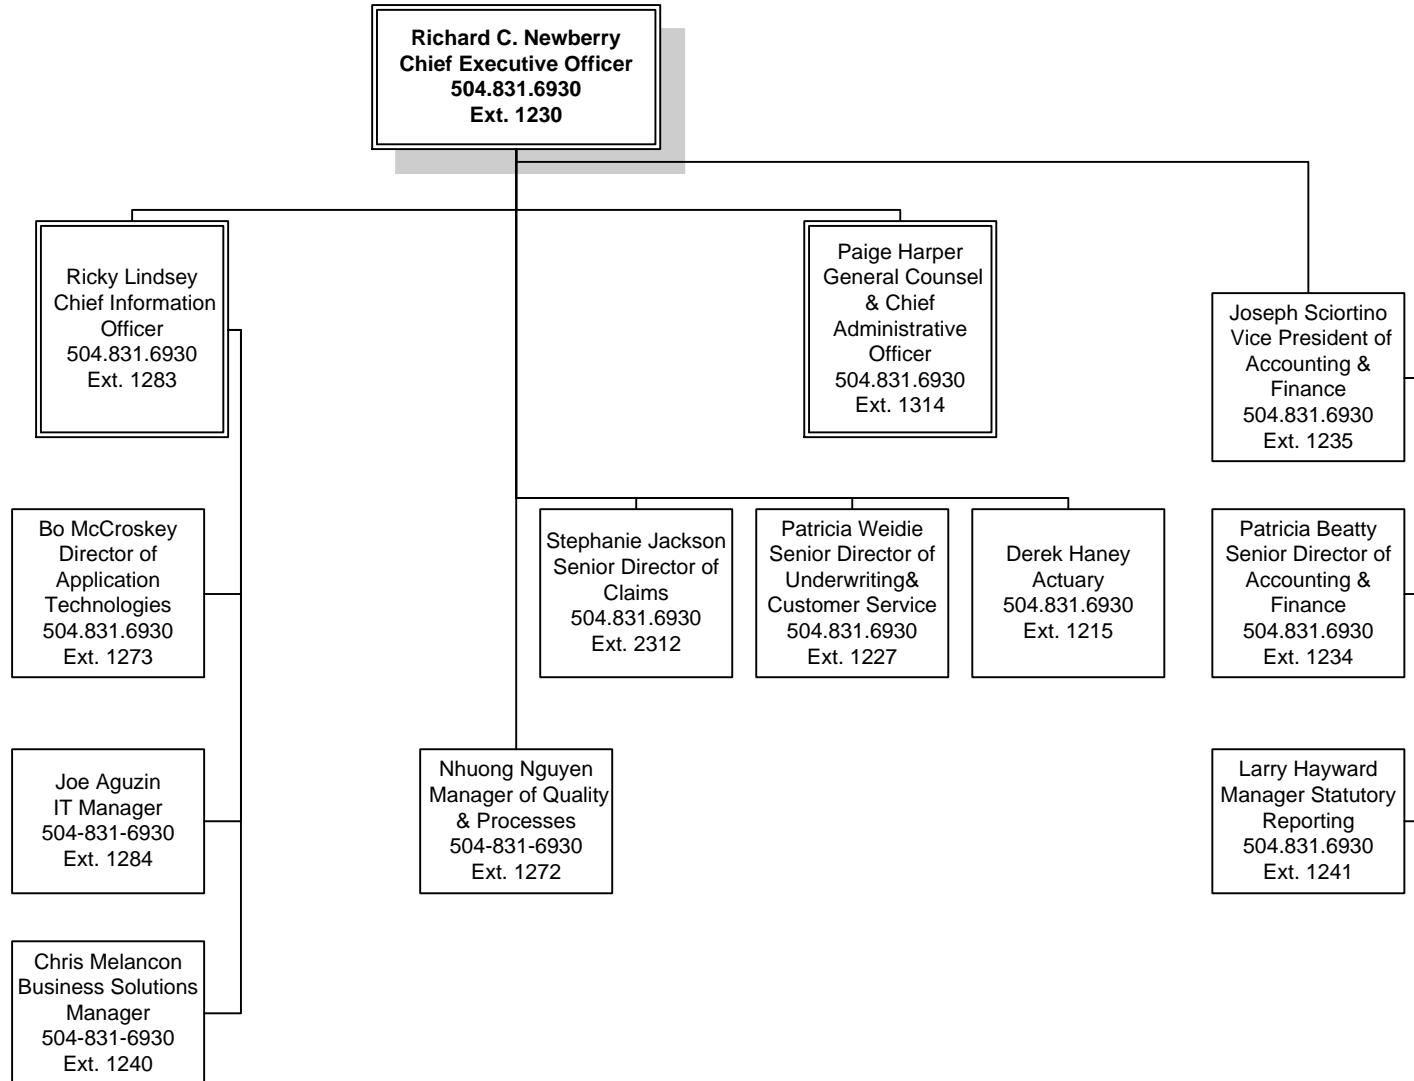 Richard C. Newberry
Chief Executive Officer
504.831.6930
Ext. 1230
Ricky Lindsey
Chief Information
Officer
504.831.6930
Ext. 1283
Paige Harper
General Counsel
& Chief
Administrative
Officer
504.831.6930
Ext. 1314
Joseph Sciortino
Vice President of
Accounting &
Finance
504.831.6930
Ext. 1235
Bo McCroskey
Director of
Application
Technologies
504.831.6930
Ext. 1273
Stephanie Jackson
Senior Director of
Claims
504.831.6930
Ext. 2312
Patricia Weidie
Senior Director of
Underwriting&
Customer Service
504.831.6930
Ext. 1227
Derek Haney
Actuary
504.831.6930
Ext. 1215
Patricia Beatty
Senior Director of
Accounting &
Finance
504.831.6930
Ext. 1234
Joe Aguzin
IT Manager
504-831-6930
Ext. 1284
Nhuong Nguyen
Manager of Quality
& Processes
504-831-6930
Ext. 1272
Larry Hayward
Manager Statutory
Reporting
504.831.6930
Ext. 1241
Chris Melancon
Business Solutions
Manager
504-831-6930
Ext. 1240